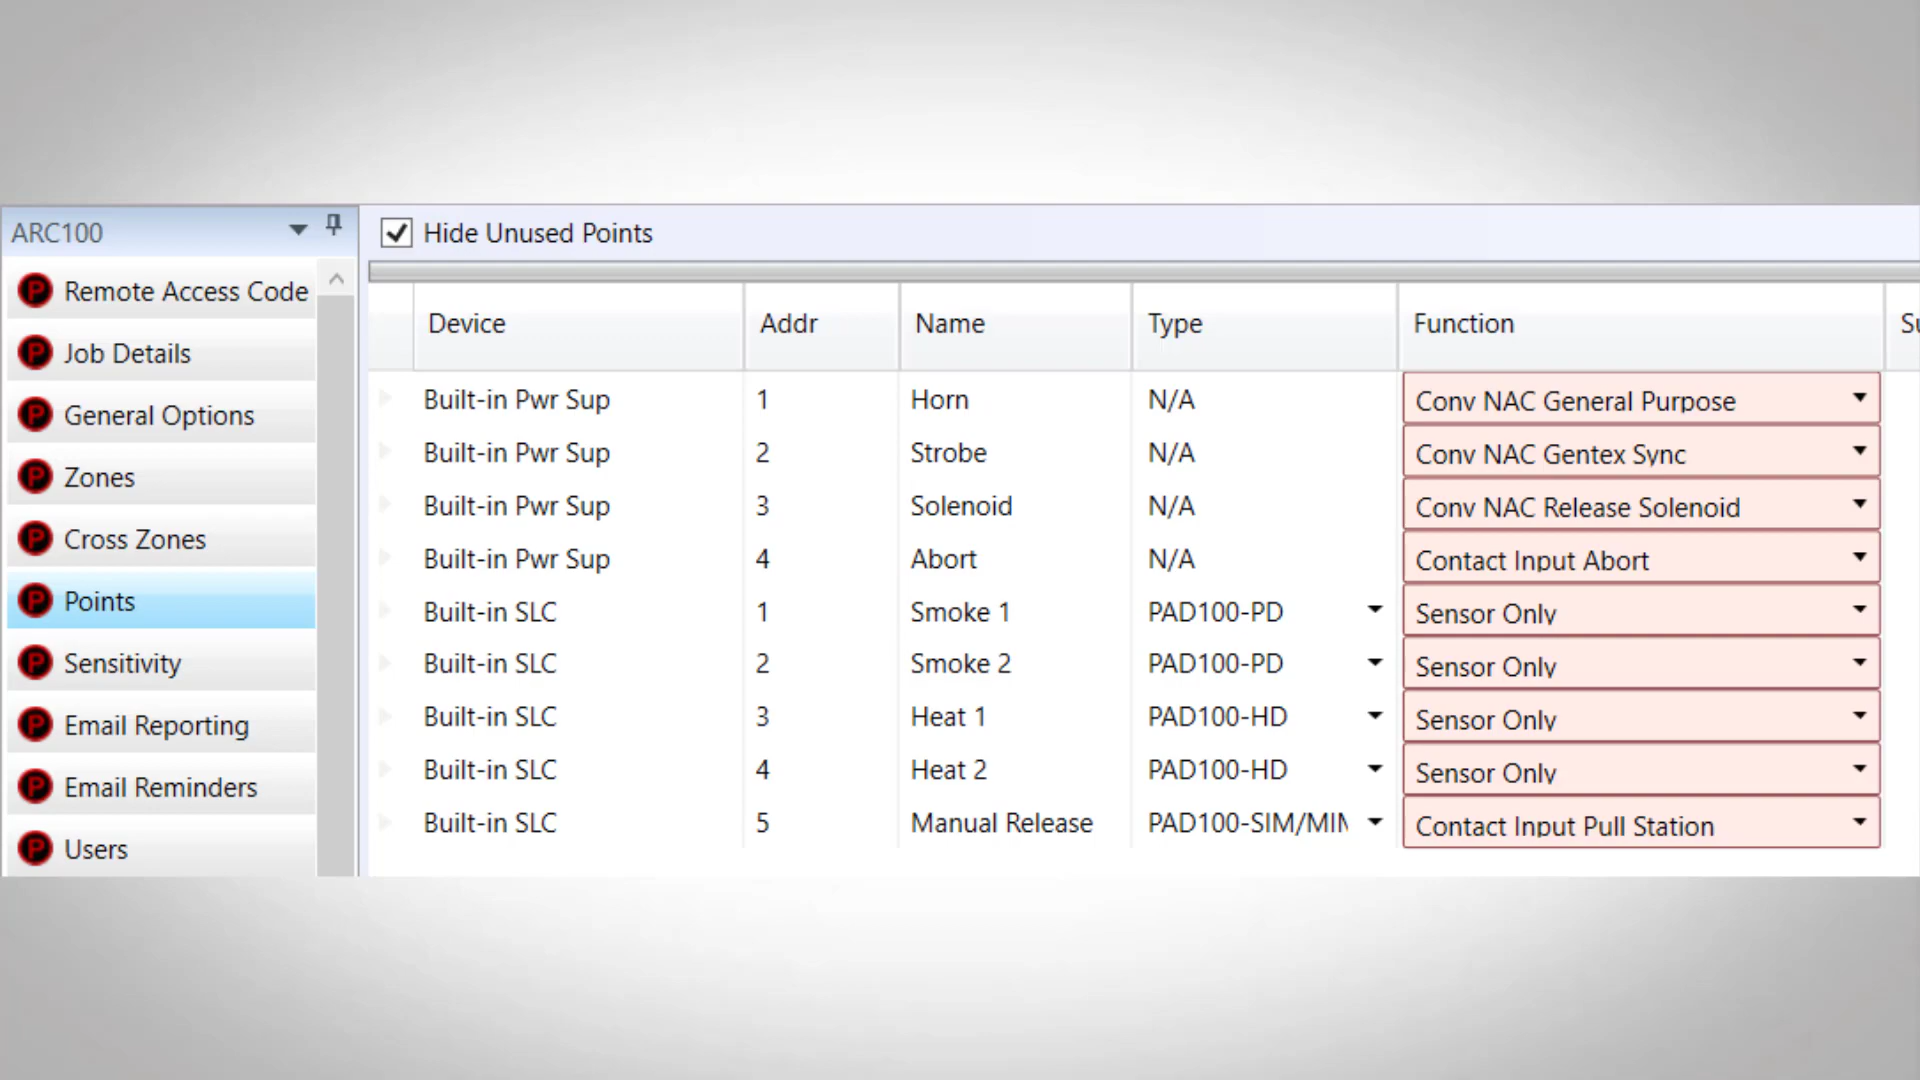 ARC100
Hide Unused Points
P Remote Access Code
P Job Details
P General Options
P Zones
P Cross Zones
P Points
P Sensitivity
P Email Reporting
P Email Reminders
P Users
Device Addr Name Type Function Su
Built-in Pwr Sup 1 Horn N/A Conv NAC General Purpose
Built-in Pwr Sup 2 Strobe N/A Conv NAC Gentex Sync
Built-in Pwr Sup 3 Solenoid N/A Conv NAC Release Solenoid
Built-in Pwr Sup 4 Abort N/A Contact Input Abort
Built-in SLC 1 Smoke 1 PAD100-PD Sensor Only
Built-in SLC 2 Smoke 2 PAD100-PD Sensor Only
Built-in SLC 3 Heat 1 PAD100-HD Sensor Only
Built-in SLC 4 Heat 2 PAD100-HD Sensor Only
Built-in SLC 5 Manual Release PAD100-SIM/MIM Contact Input Pull Station